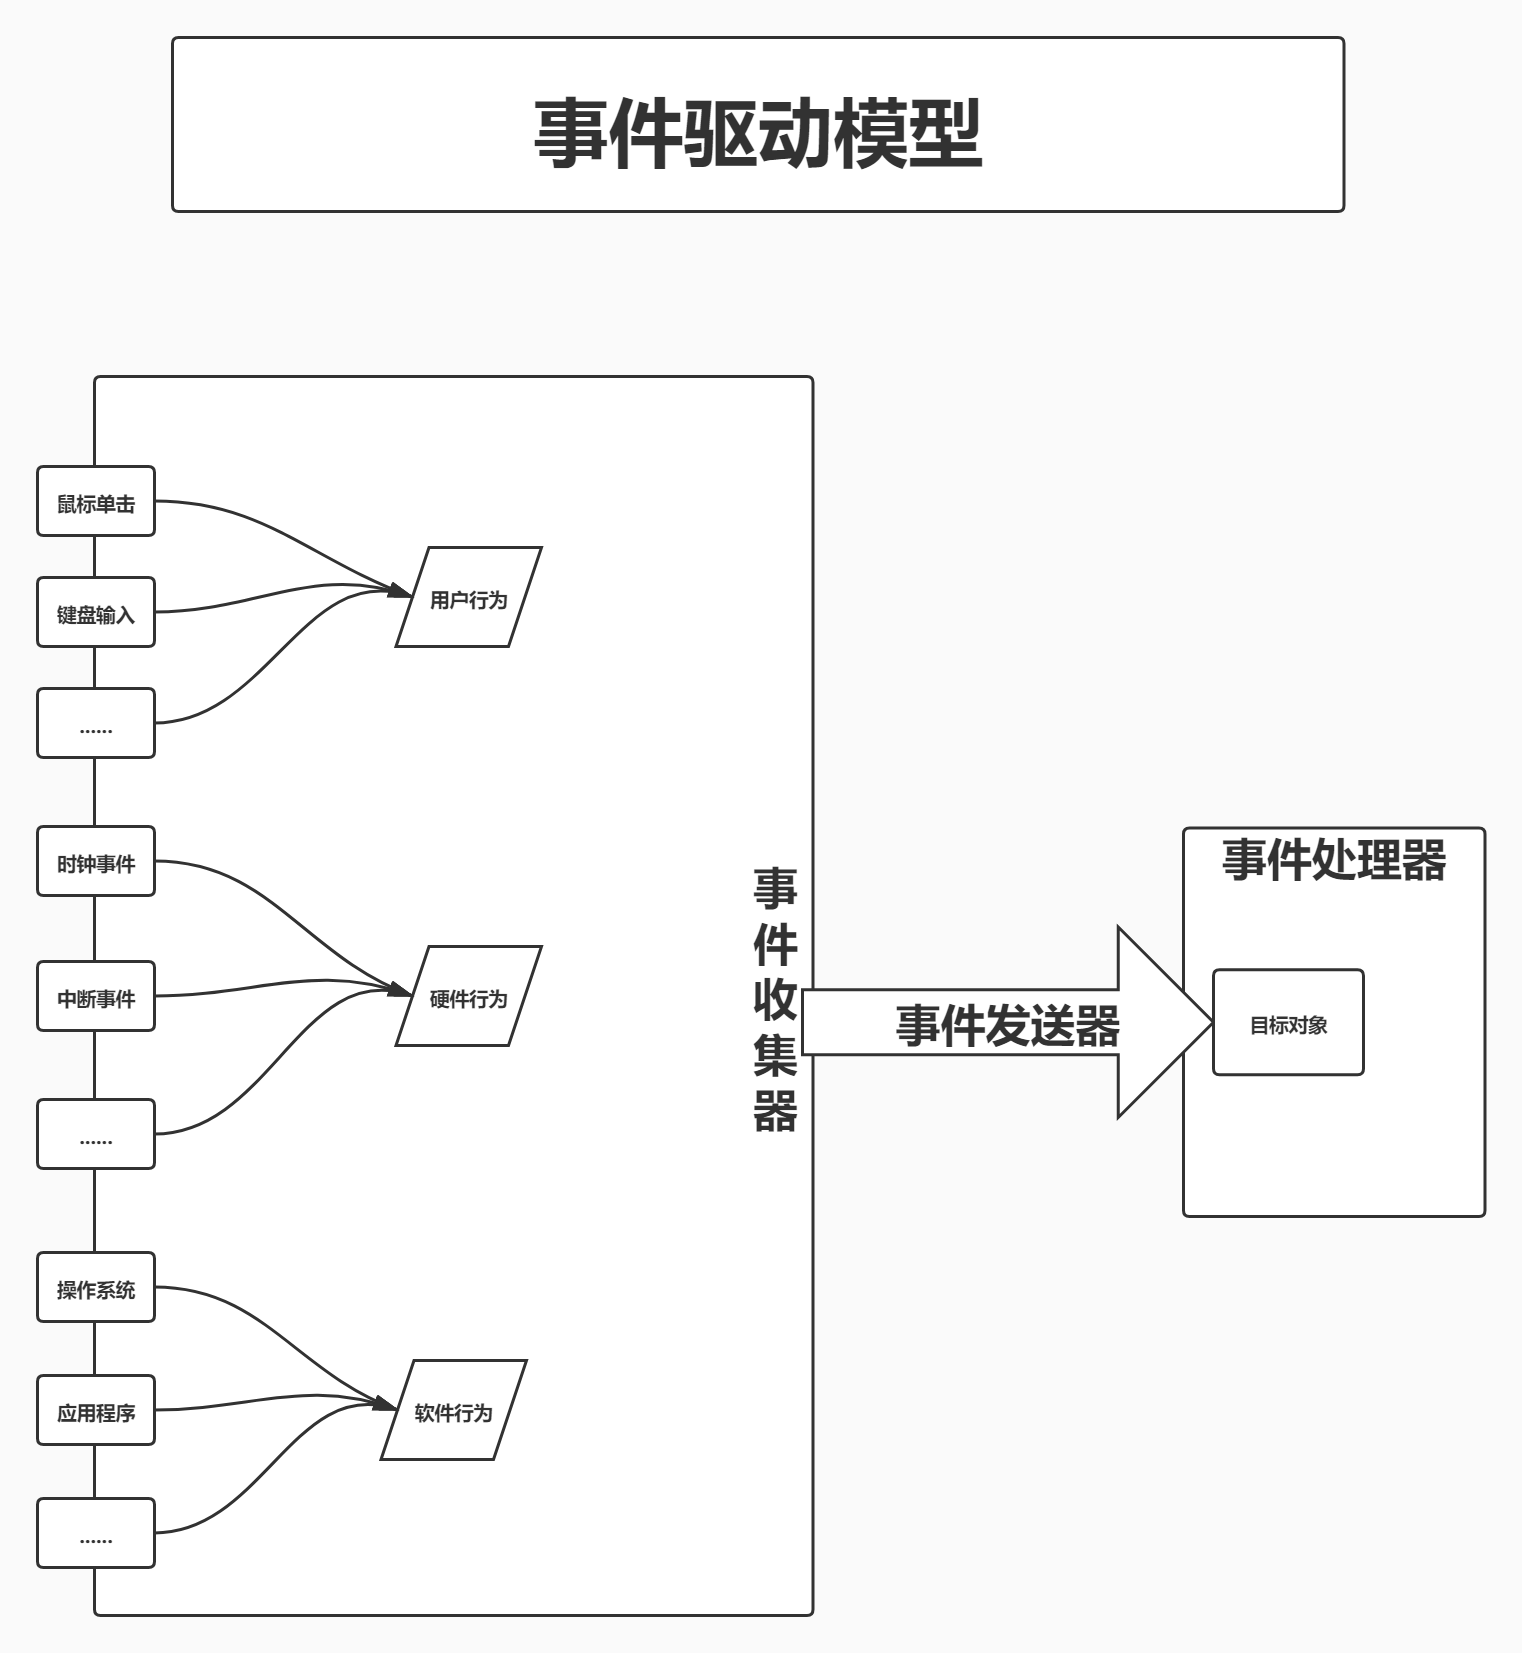 事件驱动模型
鼠标单击
键盘输入
……
用户行为
时钟事件
中断事件
……
硬件行为
操作系统
应用程序
……
软件行为
事件收集器
事件发送器
事件处理器
目标对象